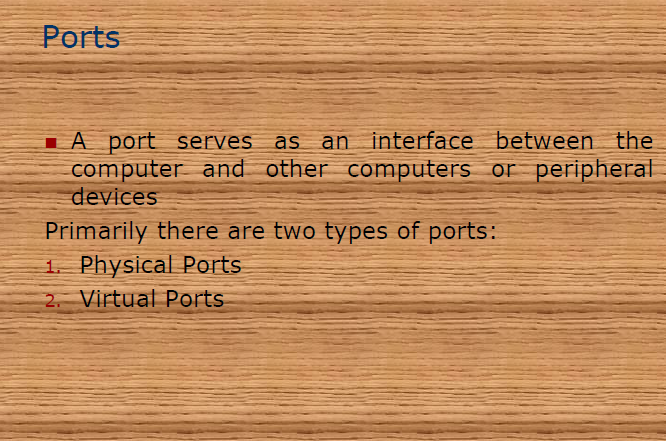 Ports
■ A port serves as an interface between the
computer and other computers or peripheral
devices
Primarily there are two types of ports:
1. Physical Ports
2. Virtual Ports